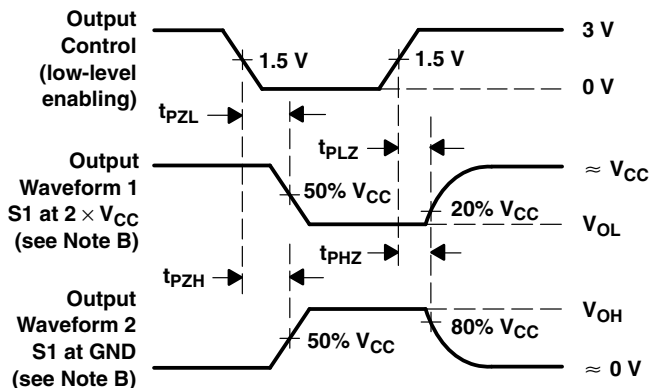 Output
Control
(low-level
enabling)
1.5 V
1.5 V
3 V
0 V
tPZL
tPLZ
Output
Waveform 1
S1 at 2 × VCC
(see Note B)
50% VCC
20% VCC
≈ VCC
VOL
tPZH
tPHZ
Output
Waveform 2
S1 at GND
(see Note B)
50% VCC
80% VCC
VOH
≈ 0 V